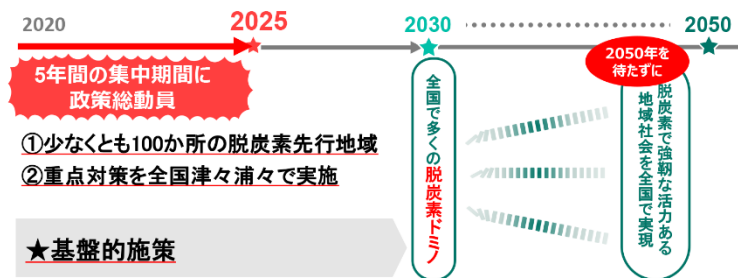 2020
2025
2030
2050
5年間の集中期間に
政策総動員
①少なくとも100か所の脱炭素先行地域
②重点対策を全国津々浦々で実施
★基盤的施策
全国で多くの脱炭素ドミノ
2050年を
待たずに
脱炭素で強靭な活力ある
地域社会を全国で実現